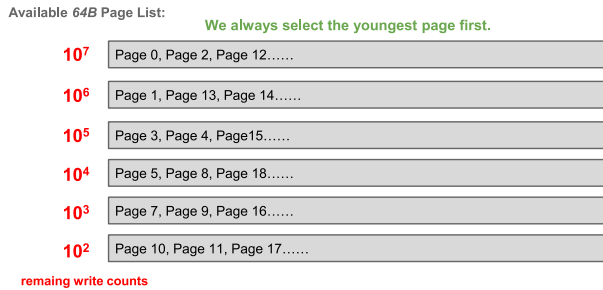 Available 64B Page List:
We always select the youngest page first.
10⁷ Page 0, Page 2, Page 12……
10⁶ Page 1, Page 13, Page 14……
10⁵ Page 3, Page 4, Page15……
10⁴ Page 5, Page 8, Page 18……
10³ Page 7, Page 9, Page 16……
10² Page 10, Page 11, Page 17……
remaing write counts